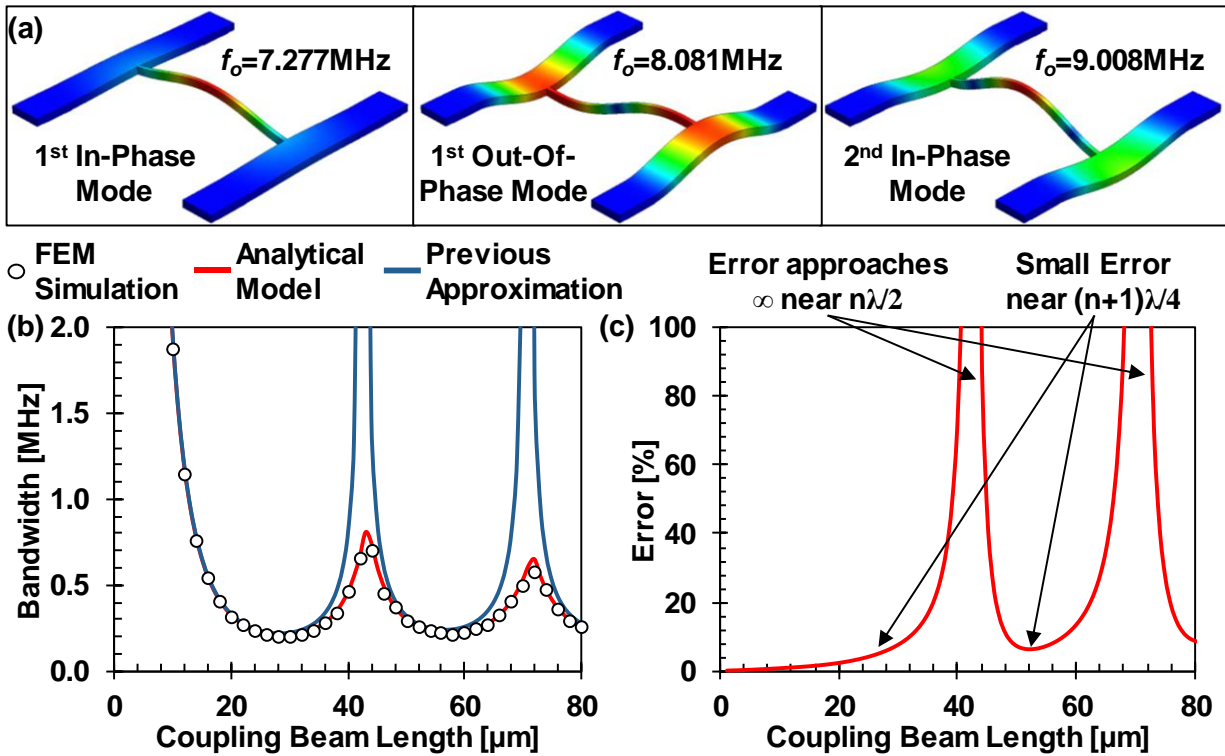 (a)
fₒ=7.277MHz
1st In-Phase
Mode
fₒ=8.081MHz
1st Out-Of-
Phase Mode
fₒ=9.008MHz
2nd In-Phase
Mode
FEM
Simulation
Analytical
Model
Previous
Approximation
(b)
2.0
1.5
1.0
0.5
0.0
Bandwidth [MHz]
0
20
40
60
80
Coupling Beam Length [µm]
Error approaches
∞ near nλ/2
Small Error
near (n+1)λ/4
(c)
100
80
60
40
20
0
Error [%]
0
20
40
60
80
Coupling Beam Length [µm]